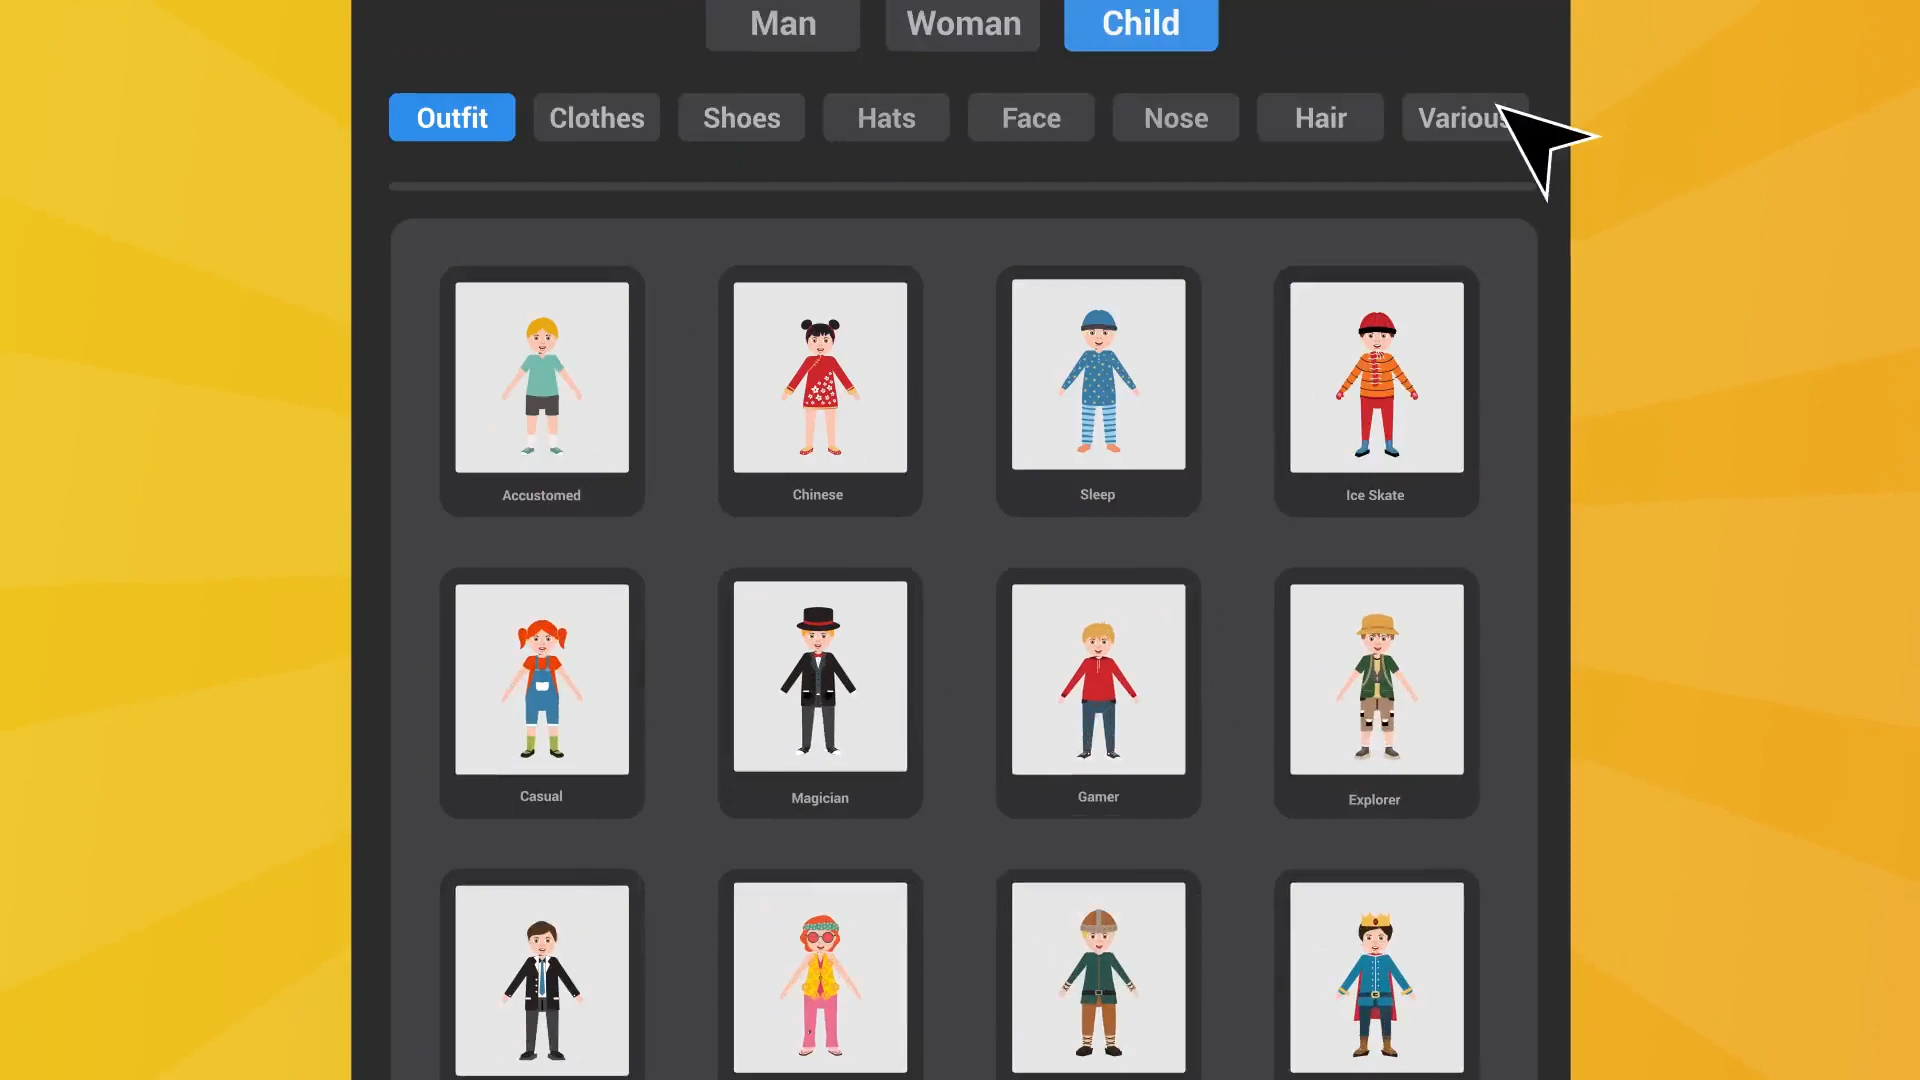 Man Woman Child
Outfit Clothes Shoes Hats Face Nose Hair Various
Accustomed Chinese Sleep Ice Skate
Casual Magician Gamer Explorer